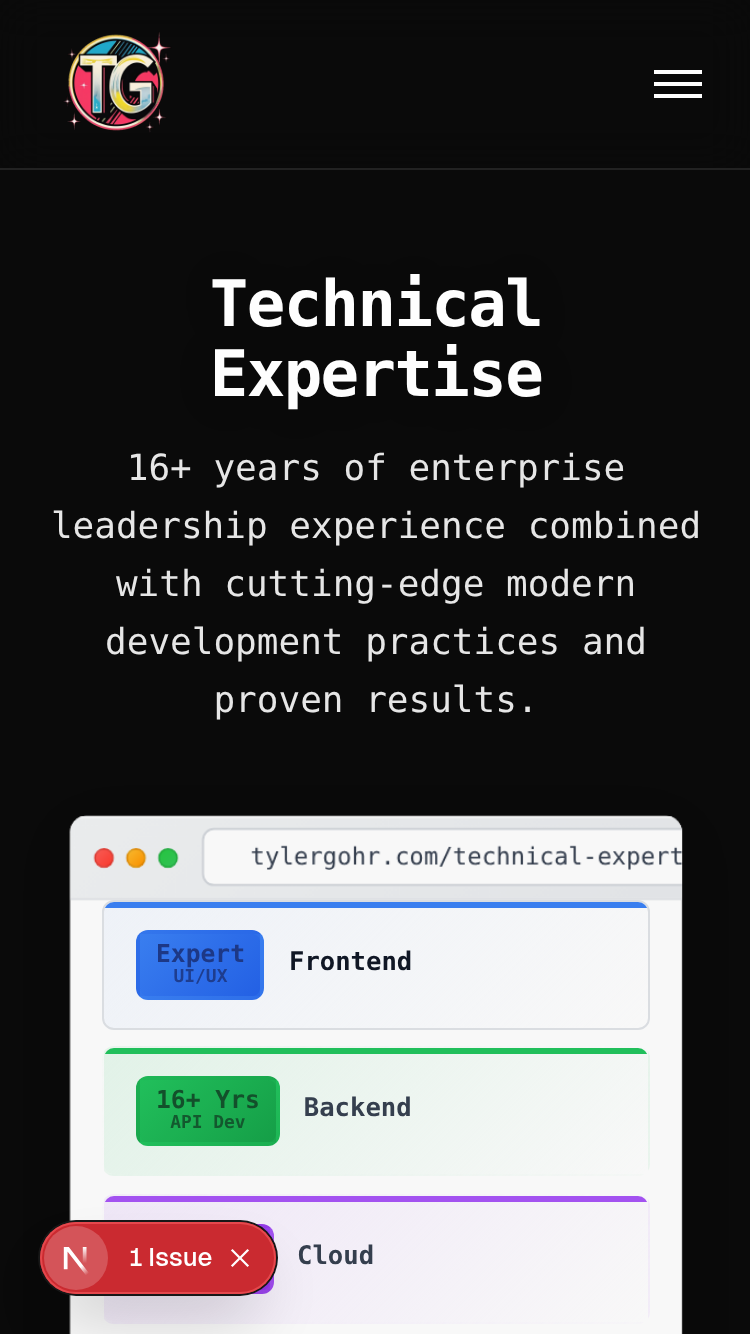 TG
Technical
Expertise
16+ years of enterprise
leadership experience combined
with cutting-edge modern
development practices and
proven results.
tylergohr.com/technical-expert
Expert
UI/UX
Frontend
16+ Yrs
API Dev
Backend
Cloud
N
1 Issue